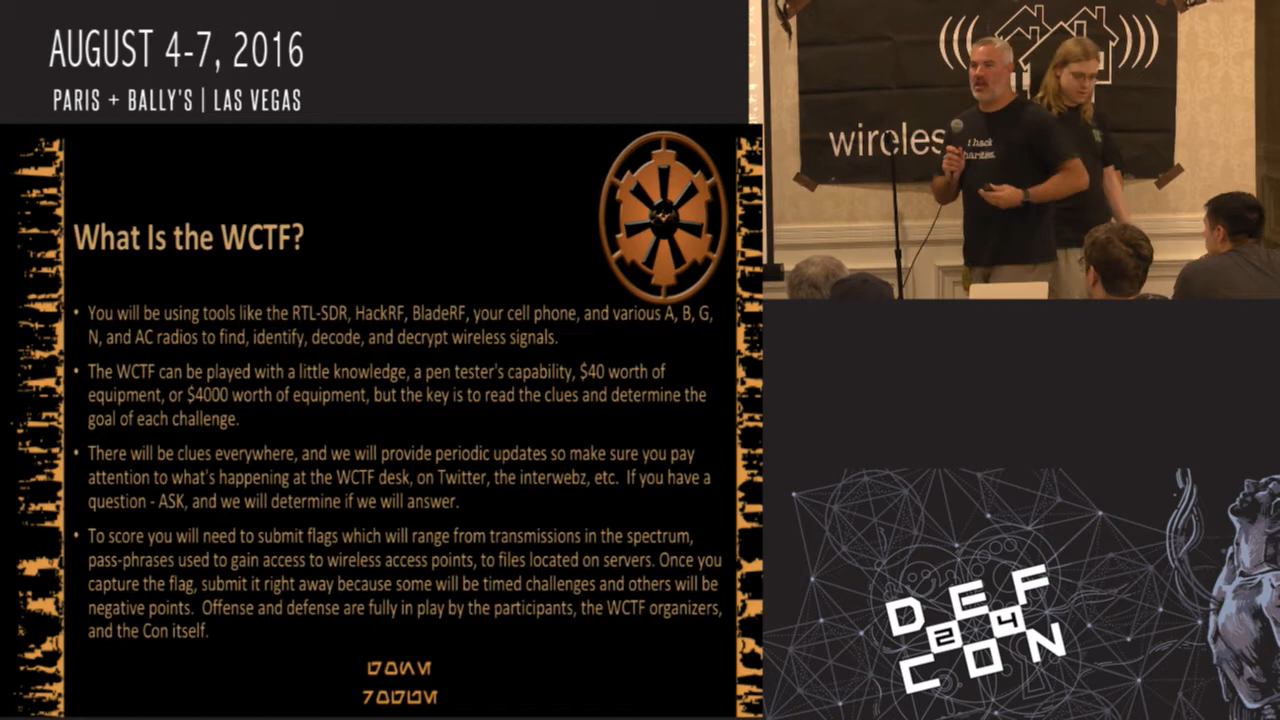 AUGUST 4-7, 2016
PARIS + BALLY'S | LAS VEGAS
What Is the WCTF?
• You will be using tools like the RTL-SDR, HackRF, BladeRF, your cell phone, and various A, B, G,
N, and AC radios to find, identify, decode, and decrypt wireless signals.
• The WCTF can be played with a little knowledge, a pen tester's capability, $40 worth of
equipment, or $4000 worth of equipment, but the key is to read the clues and determine the
goal of each challenge.
• There will be clues everywhere, and we will provide periodic updates so make sure you pay
attention to what's happening at the WCTF desk, on Twitter, the interwebz, etc. If you have a
question - ASK, and we will determine if we will answer.
• To score you will need to submit flags which will range from transmissions in the spectrum,
pass-phrases used to gain access to wireless access points, to files located on servers. Once you
capture the flag, submit it right away because some will be timed challenges and others will be
negative points. Offense and defense are fully in play by the participants, the WCTF organizers,
and the Con itself.
wireles
i hack
charities.
DEF
24
CON